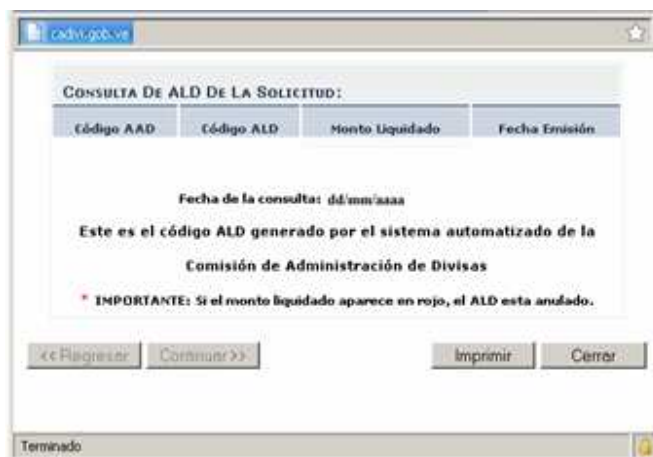 cadivi.gob.ve
CONSULTA DE ALD DE LA SOLICITUD:
Código AAD Código ALD Monto Liquidado Fecha Emisión
Fecha de la consulta: dd/mm/aaaa
Este es el código ALD generado por el sistema automatizado de la
Comisión de Administración de Divisas
* IMPORTANTE: Si el monto liquidado aparece en rojo, el ALD esta anulado.
<< Regresar Continuar >> Imprimir Cerrar
Terminado